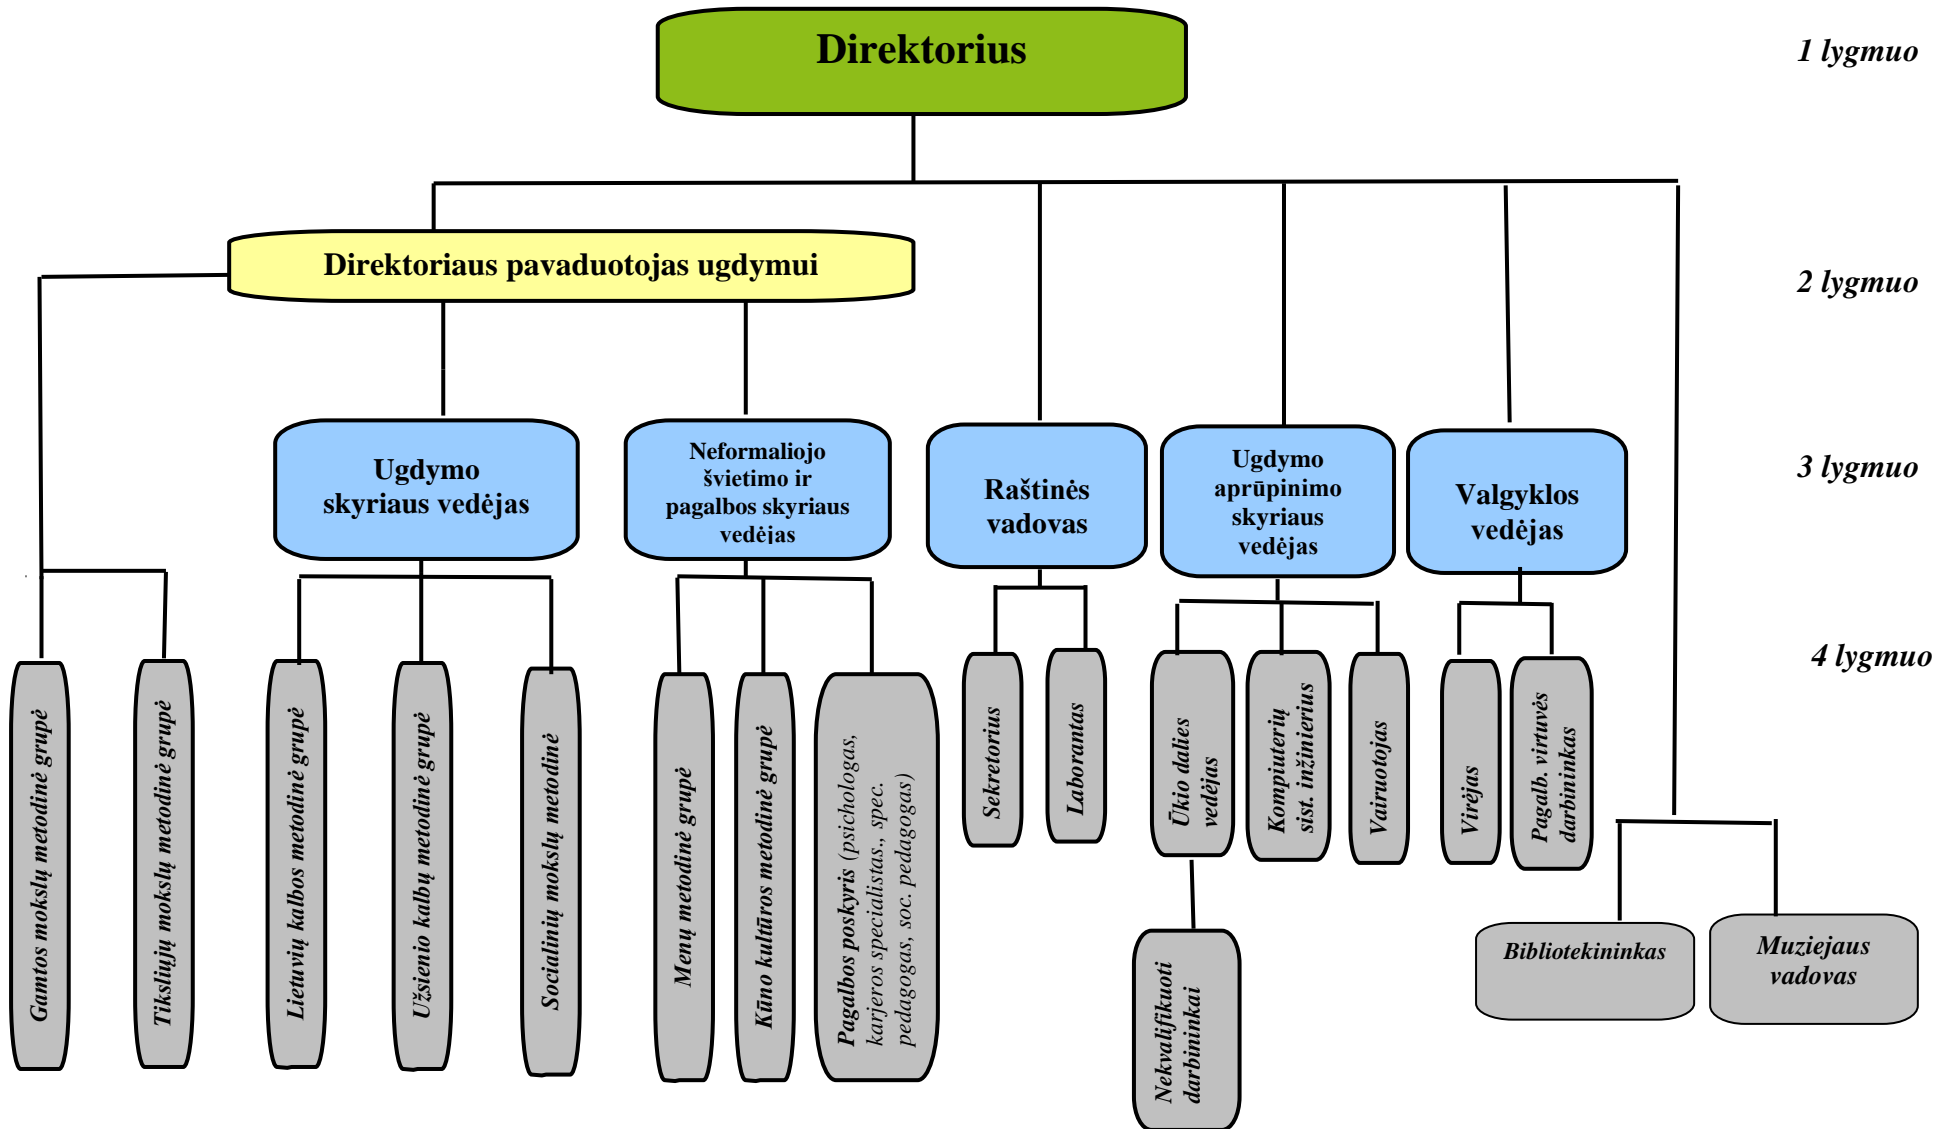 Direktorius
1 lygmuo
Direktoriaus pavaduotojas ugdymui
2 lygmuo
Ugdymo
skyriaus vedėjas
Neformaliojo
švietimo ir
pagalbos skyriaus
vedėjas
Raštinės
vadovas
Ugdymo
aprūpinimo
skyriaus
vedėjas
Valgyklos
vedėjas
3 lygmuo
4 lygmuo
Gamtos mokslų metodinė grupė
Tiksliųjų mokslų metodinė grupė
Lietuvių kalbos metodinė grupė
Užsienio kalbų metodinė grupė
Socialinių mokslų metodinė
Menų metodinė grupė
Kūno kultūros metodinė grupė
Pagalbos poskyris (psichologas,
karjeros specialistas., spec.
pedagogas, soc. pedagogas)
Sekretorius
Laborantas
Ūkio dalies
vedėjas
Kompiuterių
sist. inžinierius
Vairuotojas
Virėjas
Pagalb. virtuvės
darbininkas
Nekvalifikuoti
darbininkai
Bibliotekininkas
Muziejaus
vadovas